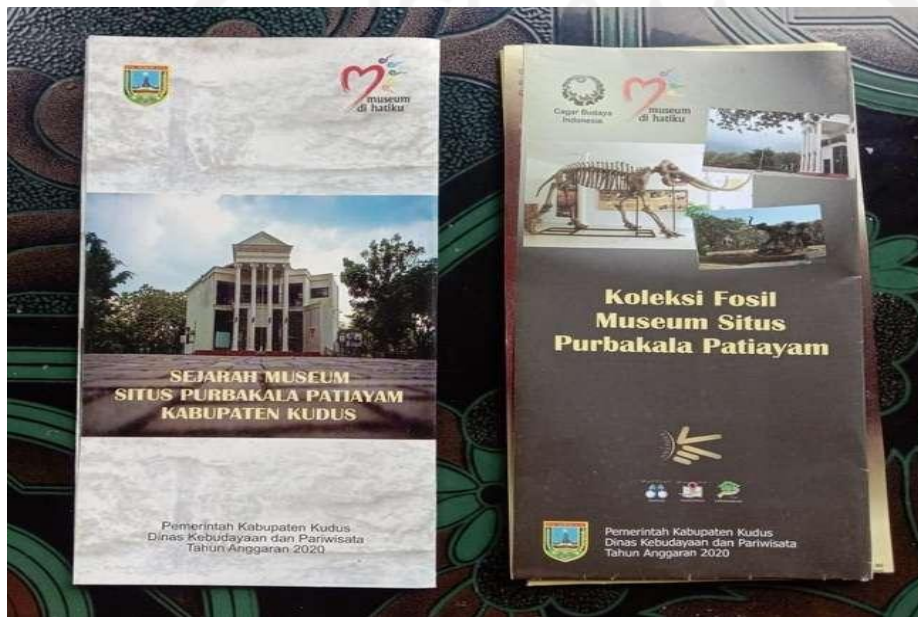 museum
di hatiku
SEJARAH MUSEUM
SITUS PURBAKALA PATIAYAM
KABUPATEN KUDUS
Pemerintah Kabupaten Kudus
Dinas Kebudayaan dan Pariwisata
Tahun Anggaran 2020
Cagar Budaya
Indonesia
museum
di hatiku
Koleksi Fosil
Museum Situs
Purbakala Patiayam
Pemerintah Kabupaten Kudus
Dinas Kebudayaan dan Pariwisata
Tahun Anggaran 2020